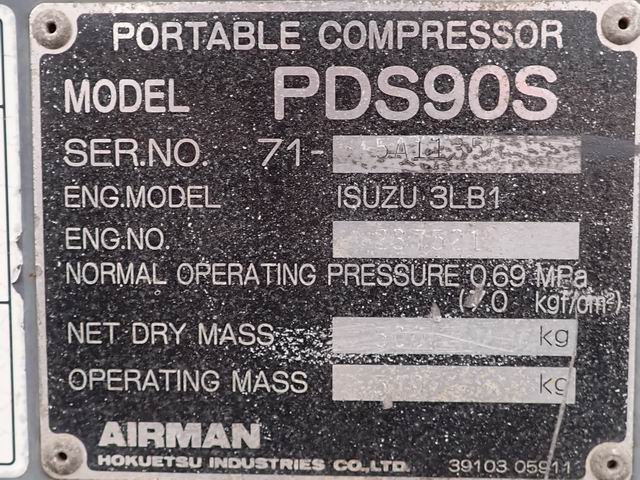 PORTABLE COMPRESSOR
MODEL PDS90S
SER.NO. 71-
ENG.MODEL ISUZU 3LB1
ENG.NO.
NORMAL OPERATING PRESSURE 0.69 MPa
(7.0 kgf/cm²)
NET DRY MASS kg
OPERATING MASS kg
AIRMAN
HOKUETSU INDUSTRIES CO.,LTD. 39103 05911